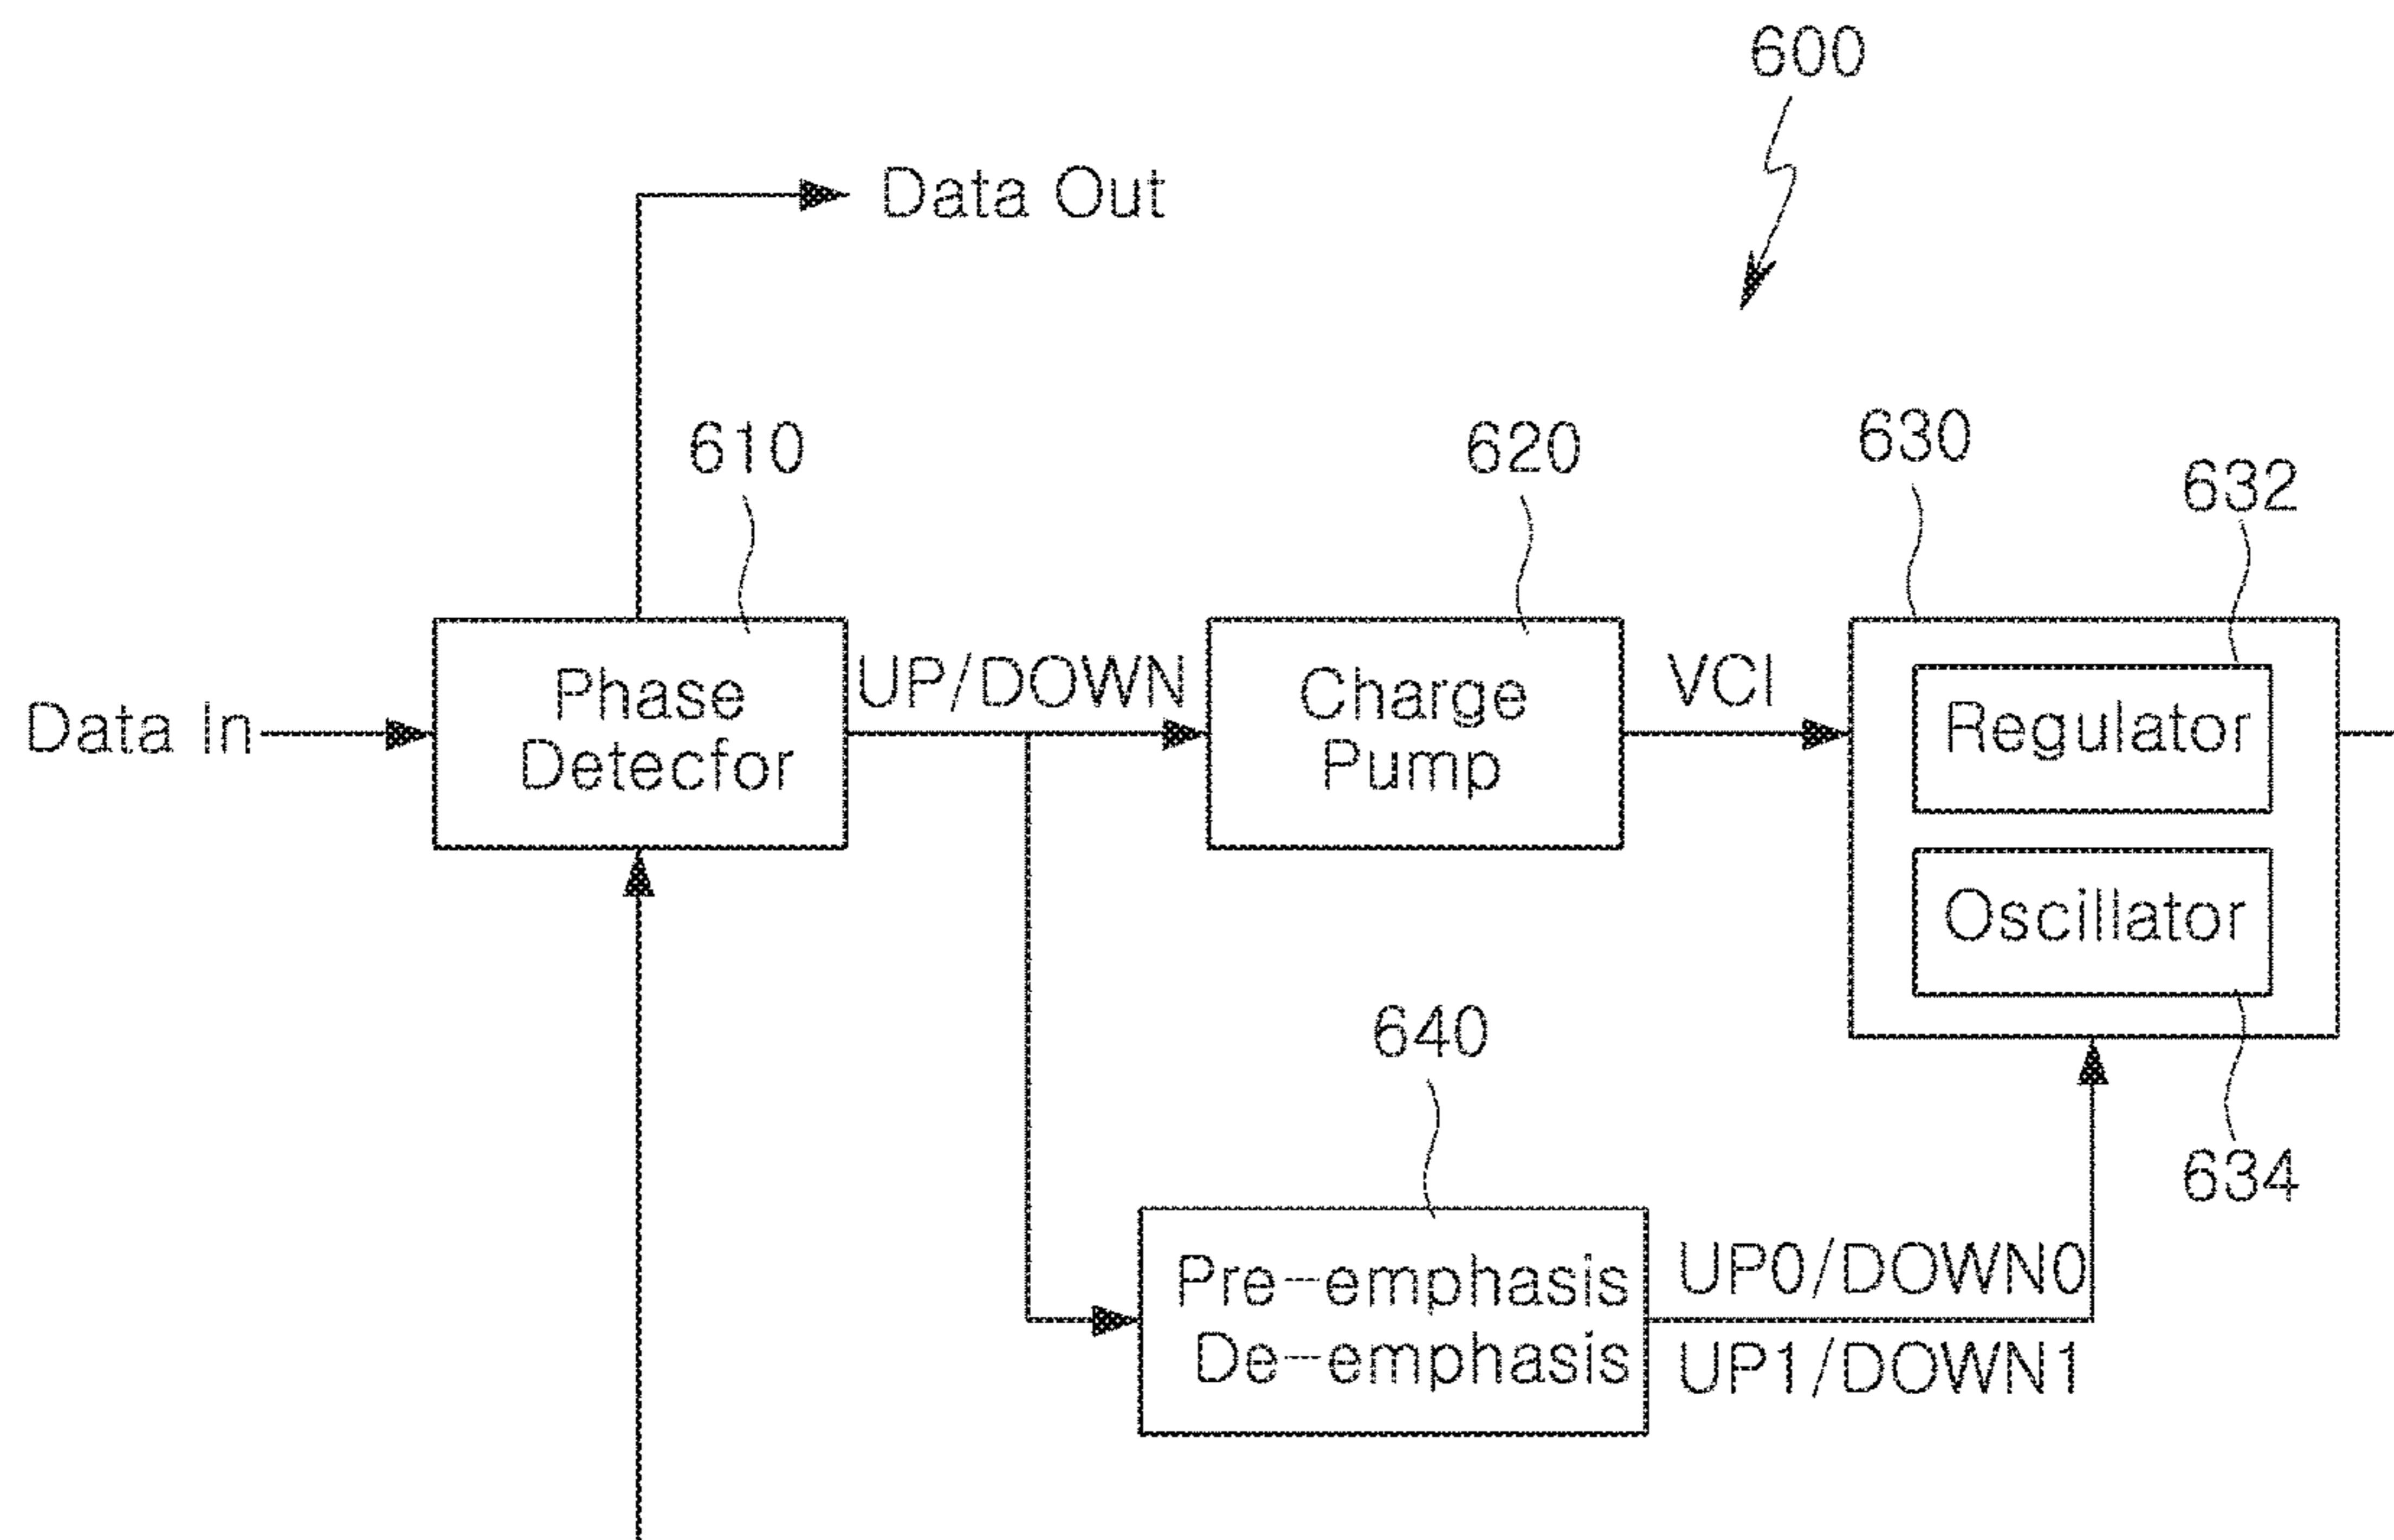 600
Data Out
610
620
630
632
Data In
Phase
Detecfor
UP/DOWN
Charge
Pump
VCI
Regulator
Oscillator
640
634
Pre-emphasis
De-emphasis
UP0/DOWN0
UP1/DOWN1